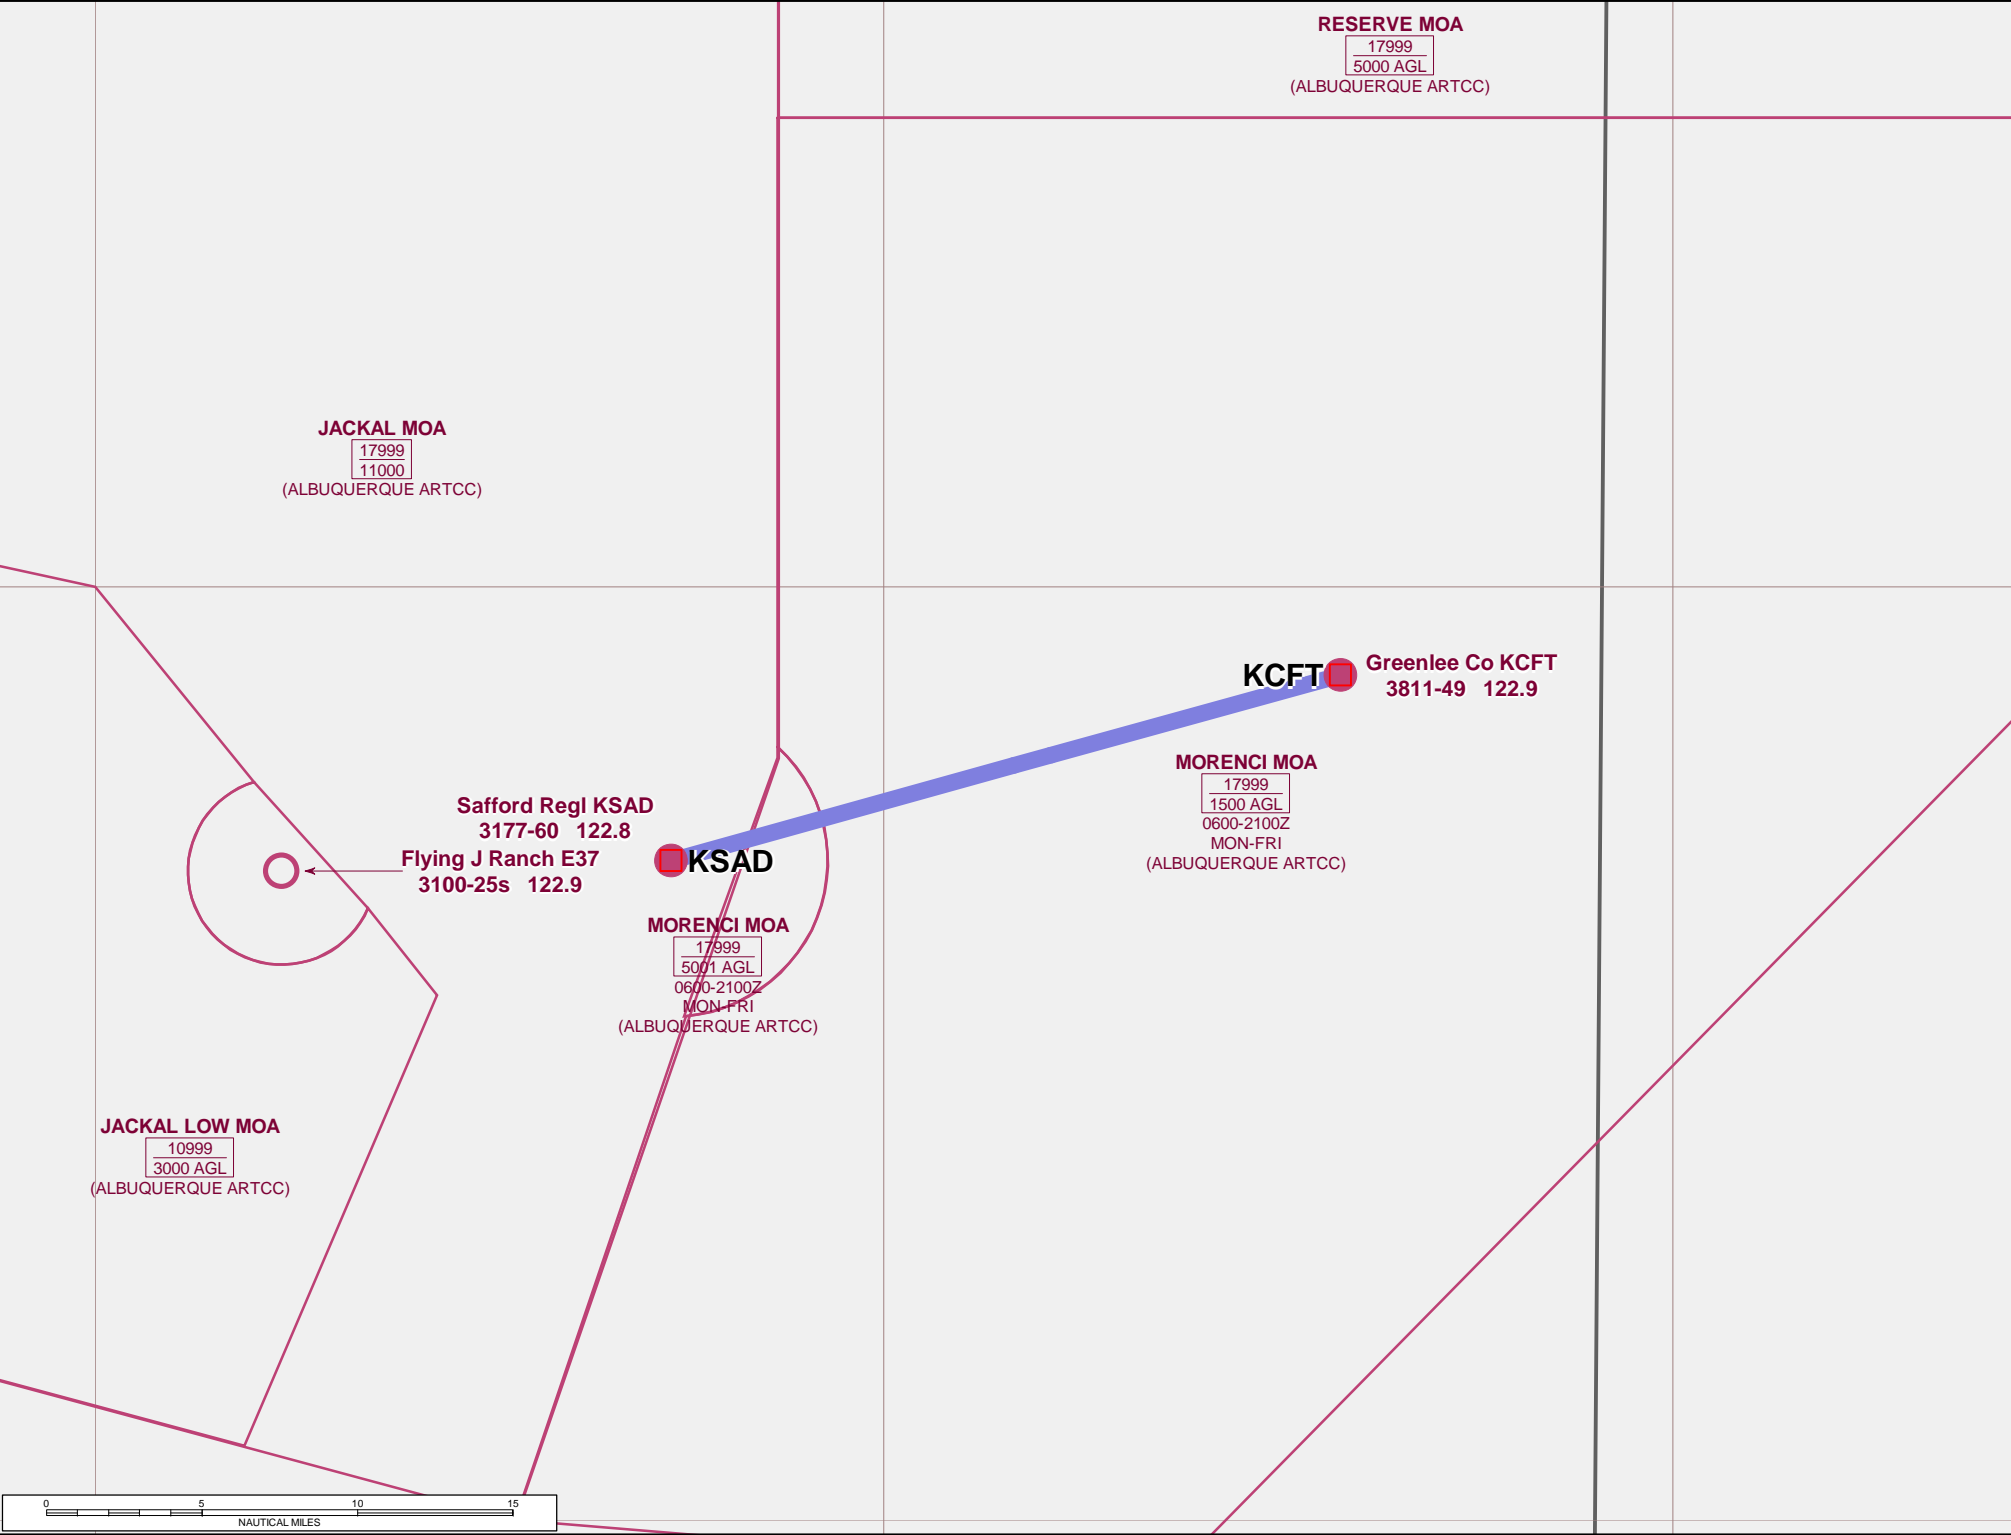 RESERVE MOA
17999
5000 AGL
(ALBUQUERQUE ARTCC)
JACKAL MOA
17999
11000
(ALBUQUERQUE ARTCC)
KCFT
Greenlee Co KCFT
3811-49 122.9
MORENCI MOA
17999
1500 AGL
0600-2100Z
MON-FRI
(ALBUQUERQUE ARTCC)
Safford Regl KSAD
3177-60 122.8
Flying J Ranch E37
3100-25s 122.9
KSAD
MORENCI MOA
17999
5001 AGL
0600-2100Z
MON-FRI
(ALBUQUERQUE ARTCC)
JACKAL LOW MOA
10999
3000 AGL
(ALBUQUERQUE ARTCC)
0 5 10 15
NAUTICAL MILES